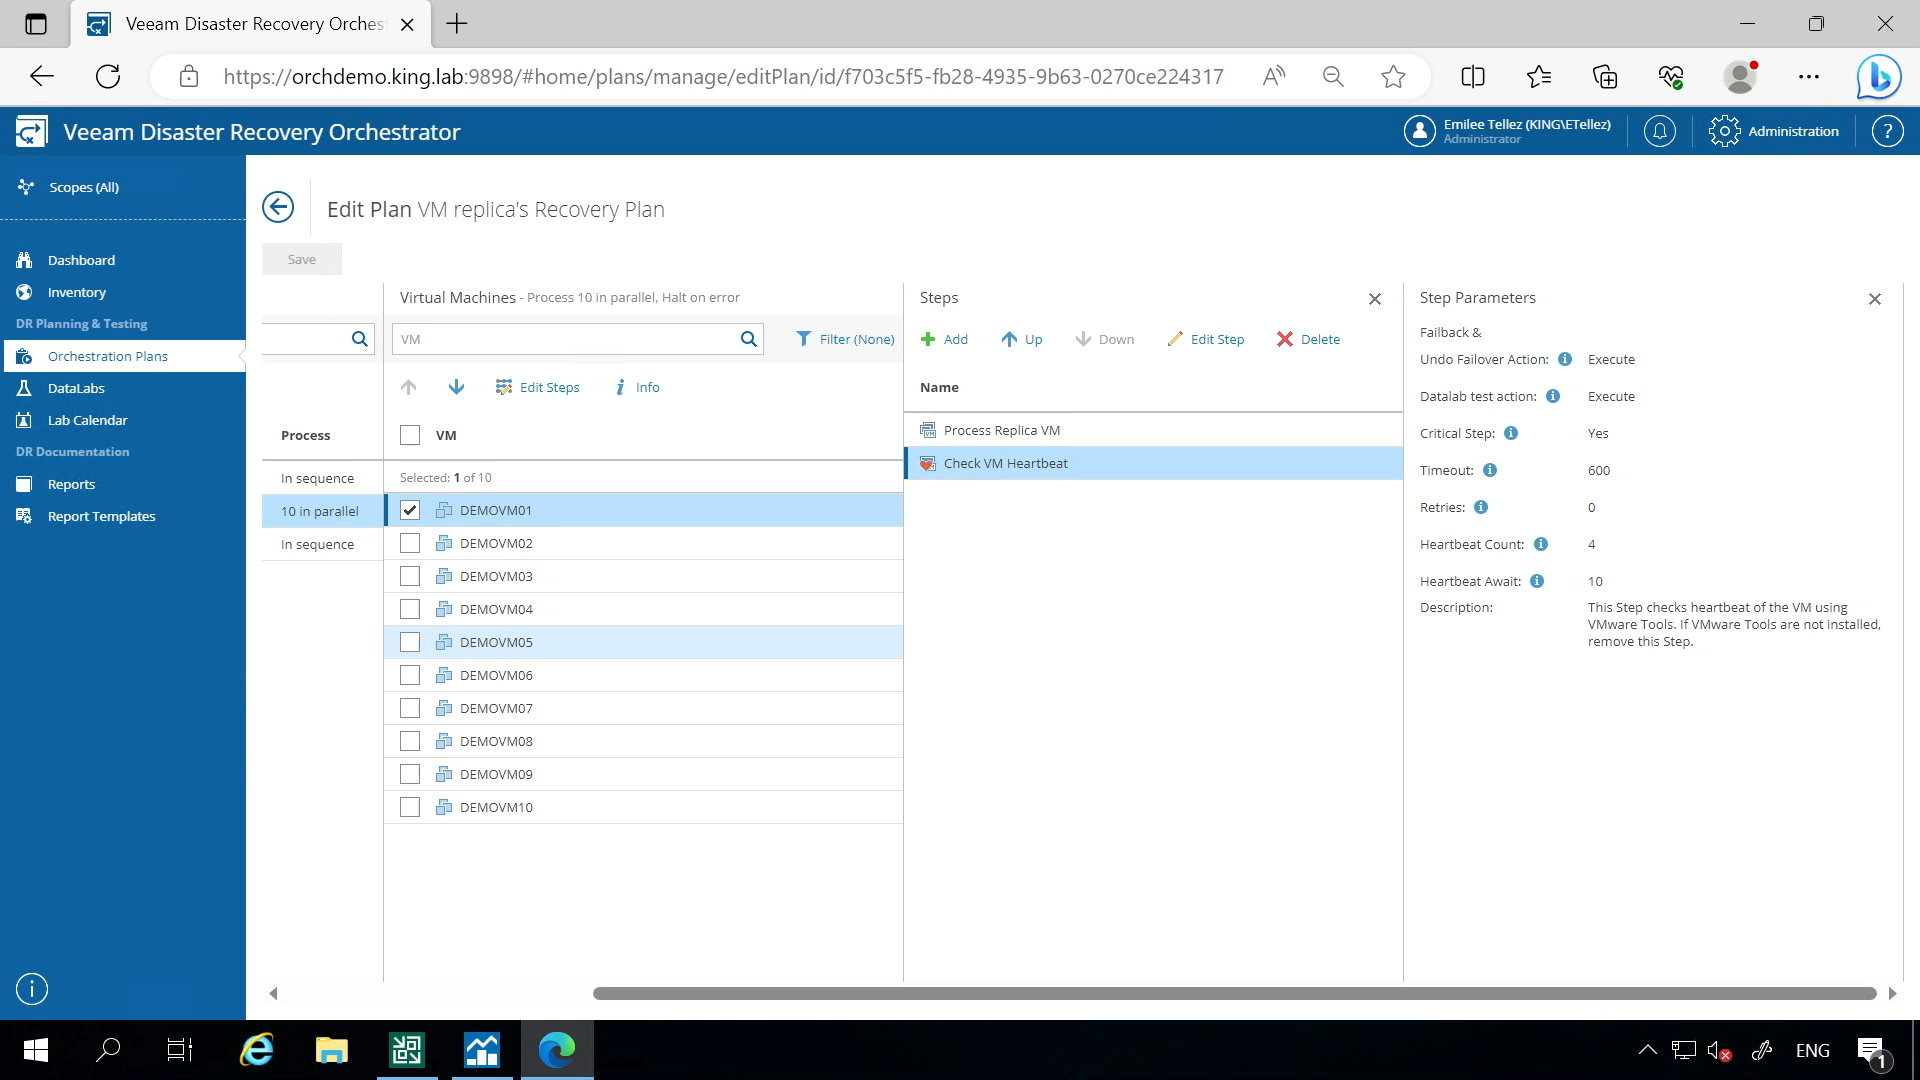 Veeam Disaster Recovery Orches
https://orchdemo.king.lab:9898/#home/plans/manage/editPlan/id/f703c5f5-fb28-4935-9b63-0270ce224317
Veeam Disaster Recovery Orchestrator
Emilee Tellez (KING\ETellez)
Administrator
Administration
?
Scopes (All)
Dashboard
Inventory
DR Planning & Testing
Orchestration Plans
DataLabs
Lab Calendar
DR Documentation
Reports
Report Templates
Edit Plan VM replica's Recovery Plan
Save
Process
In sequence
10 in parallel
In sequence
Virtual Machines - Process 10 in parallel, Halt on error
VM
Filter (None)
Edit Steps
Info
VM
Selected: 1 of 10
DEMOVM01
DEMOVM02
DEMOVM03
DEMOVM04
DEMOVM05
DEMOVM06
DEMOVM07
DEMOVM08
DEMOVM09
DEMOVM10
Steps
Add
Up
Down
Edit Step
Delete
Name
Process Replica VM
Check VM Heartbeat
Step Parameters
Failback &
Undo Failover Action: Execute
Datalab test action: Execute
Critical Step: Yes
Timeout: 600
Retries: 0
Heartbeat Count: 4
Heartbeat Await: 10
Description: This Step checks heartbeat of the VM using
VMware Tools. If VMware Tools are not installed,
remove this Step.
ENG
1